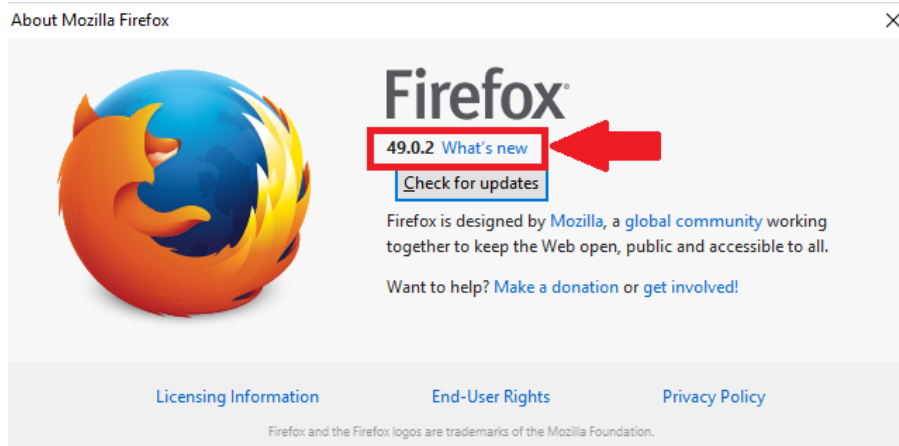 About Mozilla Firefox
Firefox
49.0.2 What's new
Check for updates
Firefox is designed by Mozilla, a global community working
together to keep the Web open, public and accessible to all.
Want to help? Make a donation or get involved!
Licensing Information End-User Rights Privacy Policy
Firefox and the Firefox logos are trademarks of the Mozilla Foundation.